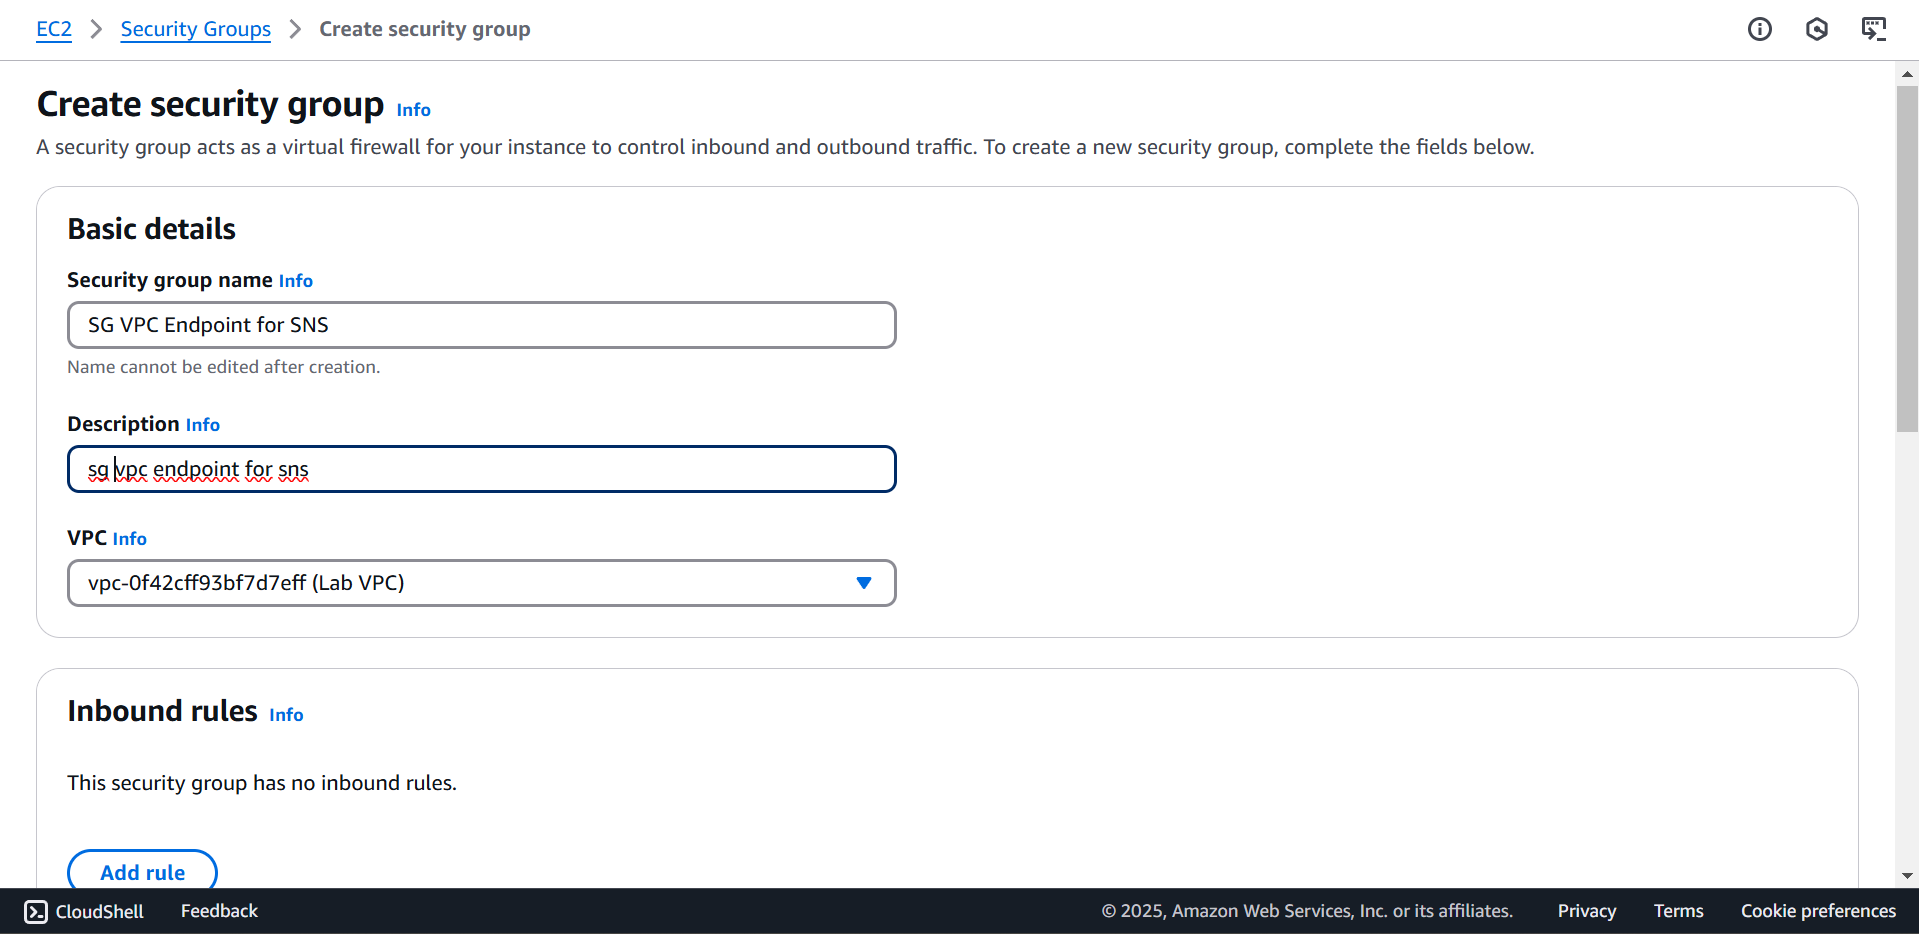 EC2 > Security Groups > Create security group
Create security group Info
A security group acts as a virtual firewall for your instance to control inbound and outbound traffic. To create a new security group, complete the fields below.
Basic details
Security group name Info
SG VPC Endpoint for SNS
Name cannot be edited after creation.
Description Info
sg vpc endpoint for sns
VPC Info
vpc-0f42cff93bf7d7eff (Lab VPC)
Inbound rules Info
This security group has no inbound rules.
Add rule
CloudShell Feedback © 2025, Amazon Web Services, Inc. or its affiliates. Privacy Terms Cookie preferences